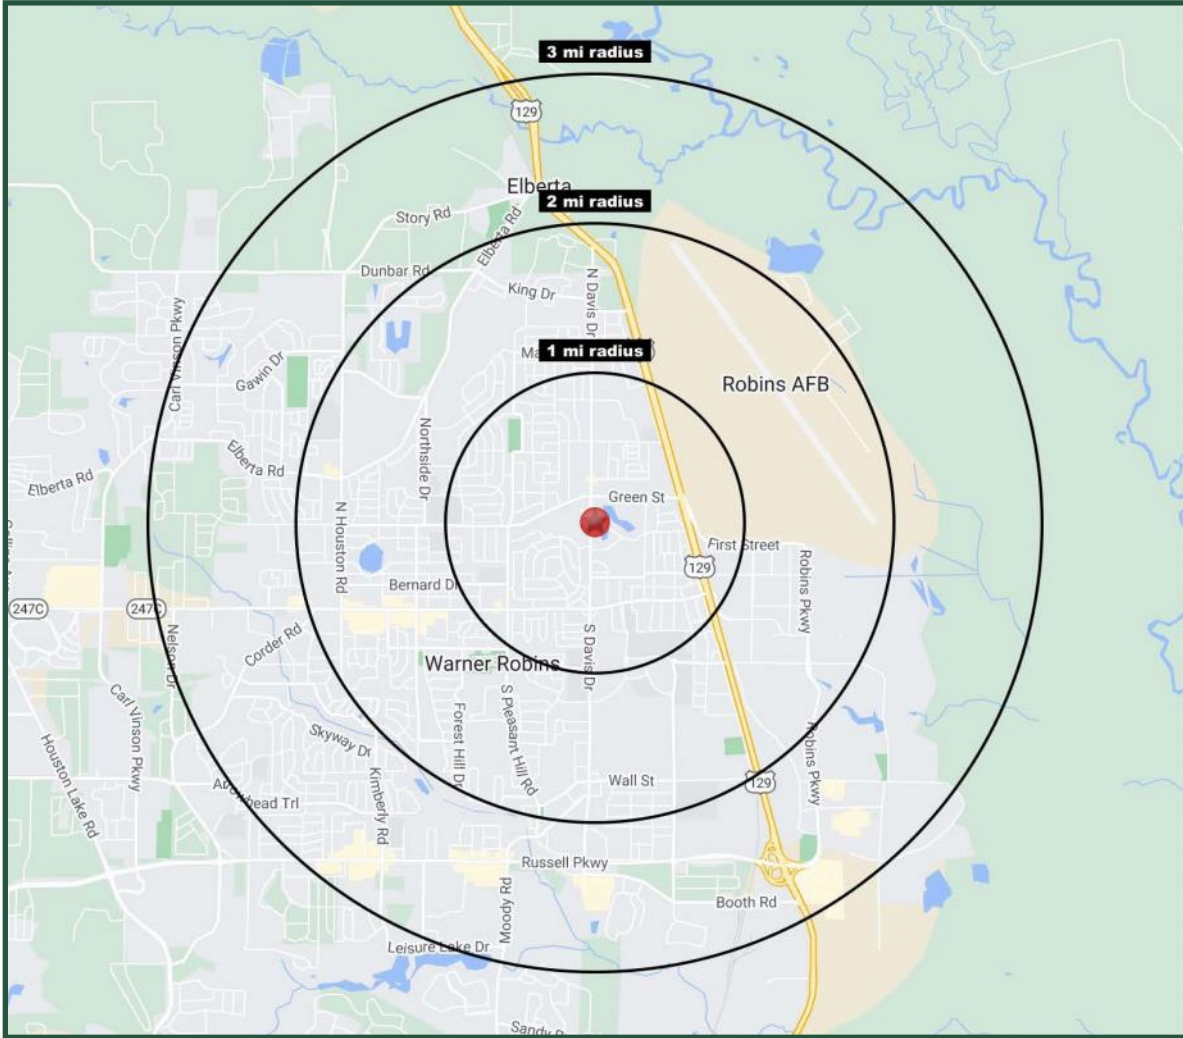 3 mi radius
129
Elberta
2 mi radius
Story Rd
Elberta Rd
Dunbar Rd
King Dr
N Davis Dr
Carl Vinson Pkwy
1 mi radius
Gawin Dr
Robins AFB
Northside Dr
Elberta Rd
Elberta Rd
N Houston Rd
Green St
First Street
129
Robins Pkwy
Bernard Dr
247C
247C
Nelson Dr
Corder Rd
S Davis Dr
Warner Robins
Carl Vinson Pkwy
S Pleasant Hill Rd
Forest Hill Dr
Skyway Dr
Robins Pkwy
Houston Lake Rd
Kimberly Rd
Wall St
129
Trl
Russell Pkwy
Moody Rd
Booth Rd
Leisure Lake Dr
Sandy